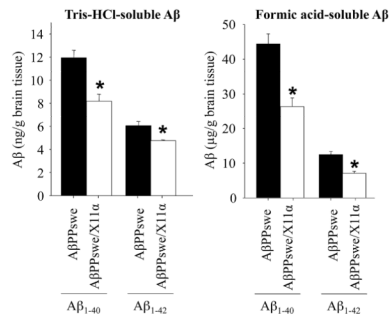 Tris-HCl-soluble Aβ
Aβ (ng/g brain tissue)
14
12
10
8
6
4
2
0
*
*
AβPPswe
AβPPswe/X11α
AβPPswe
AβPPswe/X11α
Aβ1-40
Aβ1-42
Formic acid-soluble Aβ
Aβ (μg/g brain tissue)
50
40
30
20
10
0
*
*
AβPPswe
AβPPswe/X11α
AβPPswe
AβPPswe/X11α
Aβ1-40
Aβ1-42